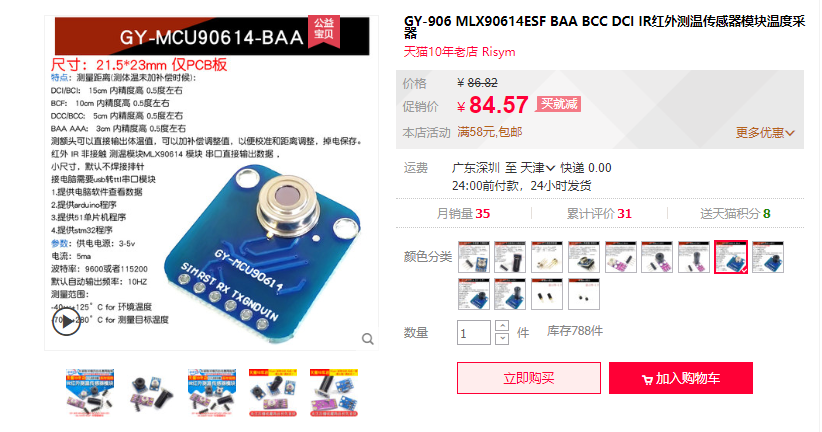 GY-MCU90614-BAA
公益
宝贝
尺寸：21.5*23mm 仅PCB板
特点：测量距离(测体温未加补偿时候):
DCI/BCI: 15cm 内精度高 0.5度左右
BCF: 10cm 内精度高 0.5度左右
DCC/BCC: 5cm 内精度高 0.5度左右
BAA AAA: 3cm 内精度高 0.5度左右
测额头可以直接输出体温值，可以加补偿调整值，以便校准和距离调整，掉电保存。
红外 IR 非接触 测温模块MLX90614 模块 串口直接输出数据 ，
小尺寸，默认不焊接排针
接电脑需要usb转ttl串口模块
1.提供电脑软件查看数据
2.提供arduino程序
3.提供51单片机程序
4.提供stm32程序
参数：供电电源：3-5v
电流：5ma
波特率：9600或者115200
默认自动输出频率：10HZ
测量范围：
125°C for 环境温度
280°C for 测量目标温度
GY-MCU90614
SIMRST RX TXGNDVIN
GY-906 MLX90614ESF BAA BCC DCI IR红外测温传感器模块温度采
器
天猫10年老店 Risym
价格 ¥ 86.82
促销价 ¥ 84.57 买就减
本店活动 满58元,包邮 更多优惠
运费 广东深圳 至 天津 快递 0.00
24:00前付款，24小时发货
月销量 35 累计评价 31 送天猫积分 8
颜色分类
数量 1 件 库存788件
立即购买 加入购物车